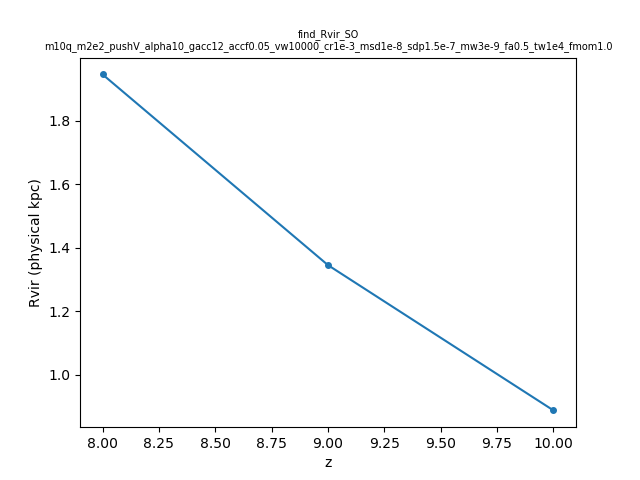 find_Rvir_SO
m10q_m2e2_pushV_alpha10_gacc12_accf0.05_vw10000_cr1e-3_msd1e-8_sdp1.5e-7_mw3e-9_fa0.5_tw1e4_fmom1.0
1.8
1.6
1.4
1.2
1.0
Rvir (physical kpc)
8.00 8.25 8.50 8.75 9.00 9.25 9.50 9.75 10.00
z